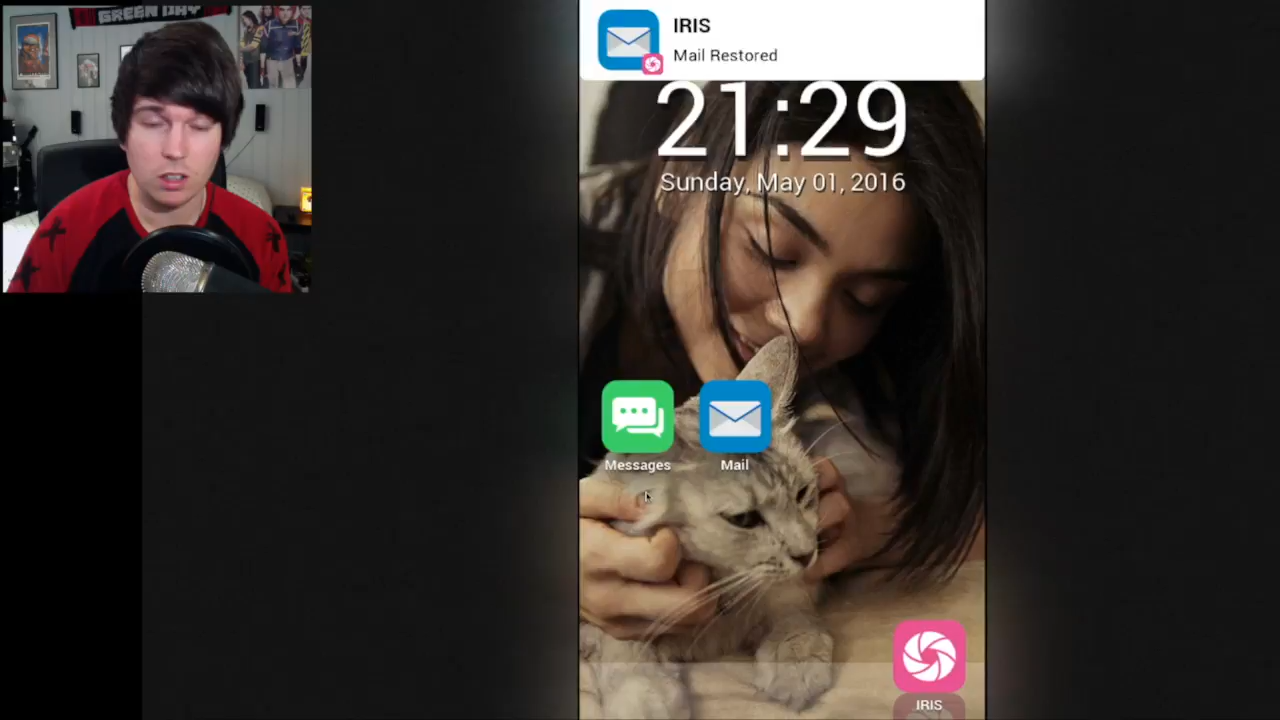 GREEN DAY
IRIS
Mail Restored
21:29
Sunday, May 01, 2016
Messages
Mail
IRIS